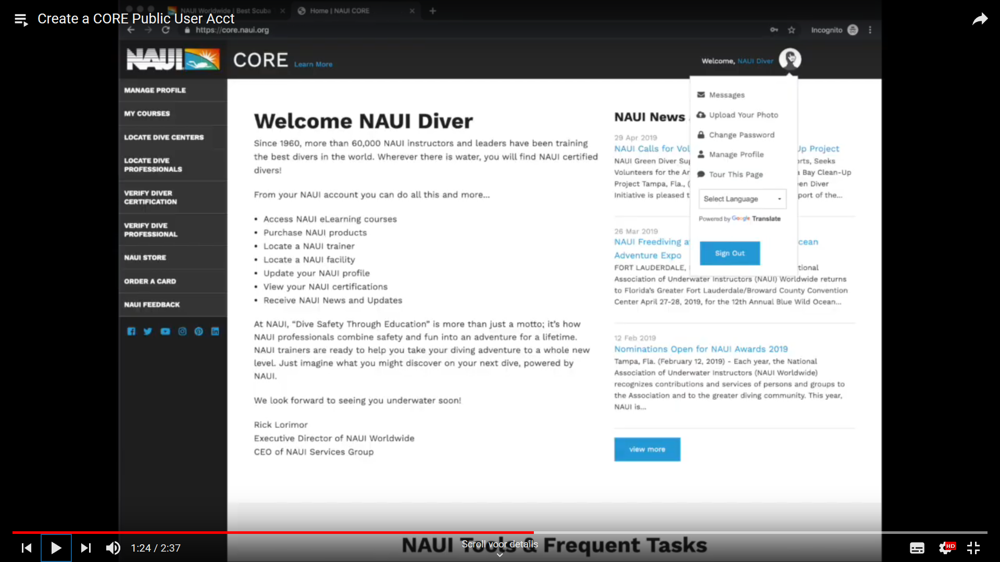 NAUI Worldwide | Best Scuba
Home | NAUI CORE
Create a CORE Public User Acct
https://core.naui.org
Incognito
NAUI
CORE
Learn More
Welcome, NAUI Diver
MANAGE PROFILE
MY COURSES
LOCATE DIVE CENTERS
LOCATE DIVE
PROFESSIONALS
VERIFY DIVER
CERTIFICATION
VERIFY DIVE
PROFESSIONAL
NAUI STORE
ORDER A CARD
NAUI FEEDBACK
Welcome NAUI Diver
Since 1960, more than 60,000 NAUI instructors and leaders have been training
the best divers in the world. Wherever there is water, you will find NAUI certified
divers!
From your NAUI account you can do all this and more...
• Access NAUI eLearning courses
• Purchase NAUI products
• Locate a NAUI trainer
• Locate a NAUI facility
• Update your NAUI profile
• View your NAUI certifications
• Receive NAUI News and Updates
At NAUI, “Dive Safety Through Education” is more than just a motto; it’s how
NAUI professionals combine safety and fun into an adventure for a lifetime.
NAUI trainers are ready to help you take your diving adventure to a whole new
level. Just imagine what you might discover on your next dive, powered by
NAUI.
We look forward to seeing you underwater soon!
Rick Lorimor
Executive Director of NAUI Worldwide
CEO of NAUI Services Group
NAUI News
29 Apr 2019
NAUI Calls for Vol Up Project
NAUI Green Diver Sup orts, Seeks
Volunteers for the Ar a Bay Clean-Up
Project Tampa, Fla., ( en Diver
Initiative is pleased t port of the...
26 Mar 2019
NAUI Freediving a cean
Adventure Expo
FORT LAUDERDALE, tional
Association of Underwater Instructors (NAUI) Worldwide returns
to Florida’s Greater Fort Lauderdale/Broward County Convention
Center April 27-28, 2019, for the 12th Annual Blue Wild Ocean...
12 Feb 2019
Nominations Open for NAUI Awards 2019
Tampa, Fla. (February 12, 2019) - Each year, the National
Association of Underwater Instructors (NAUI Worldwide)
recognizes contributions and services of persons and groups to
the Association and to the greater diving community. This year,
NAUI is...
view more
Messages
Upload Your Photo
Change Password
Manage Profile
Tour This Page
Select Language
Powered by Google Translate
Sign Out
NAUI Tools & Frequent Tasks
Scroll voor details
1:24 / 2:37
HD